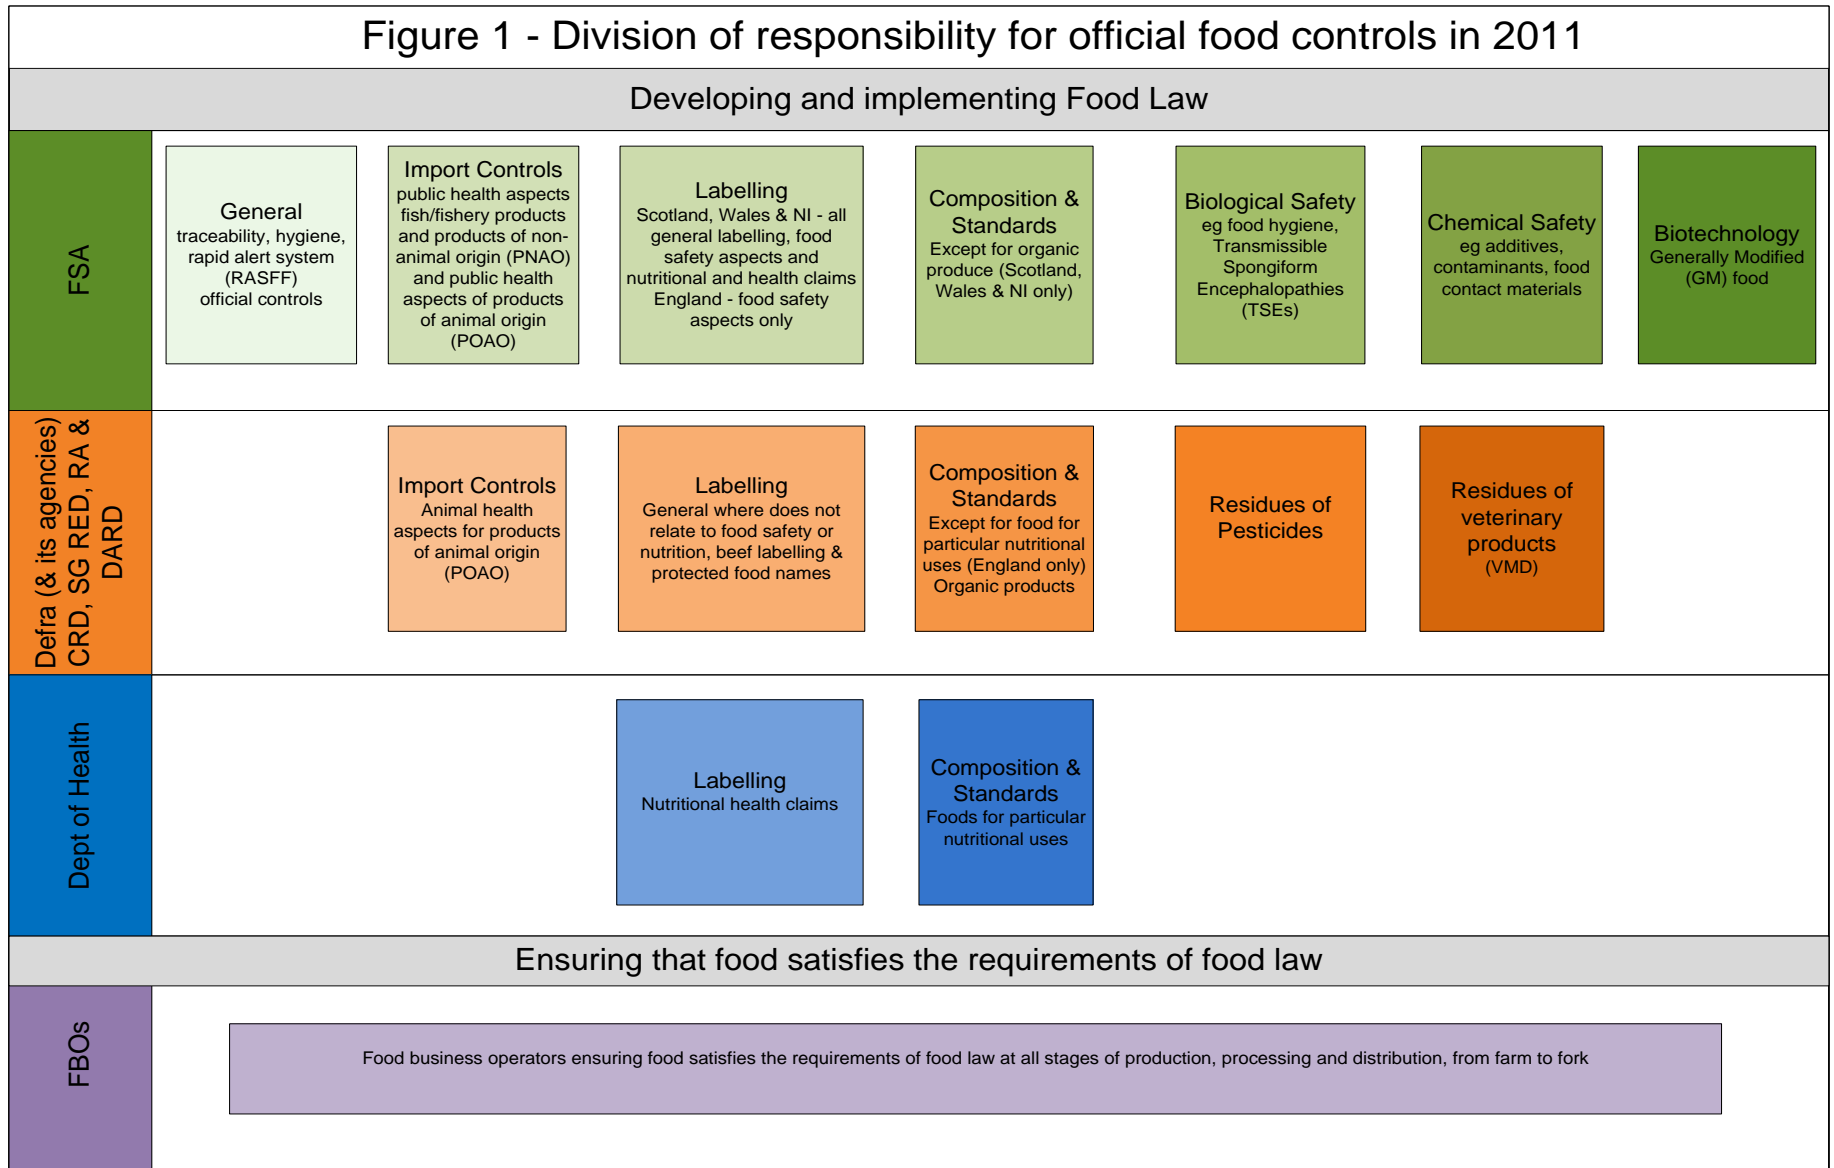 Figure 1 - Division of responsibility for official food controls in 2011
Developing and implementing Food Law
FSA
General
traceability, hygiene,
rapid alert system
(RASFF)
official controls
Import Controls
public health aspects
fish/fishery products
and products of non-
animal origin (PNAO)
and public health
aspects of products
of animal origin
(POAO)
Labelling
Scotland, Wales & NI - all
general labelling, food
safety aspects and
nutritional and health claims
England - food safety
aspects only
Composition &
Standards
Except for organic
produce (Scotland,
Wales & NI only)
Biological Safety
eg food hygiene,
Transmissible
Spongiform
Encephalopathies
(TSEs)
Chemical Safety
eg additives,
contaminants, food
contact materials
Biotechnology
Generally Modified
(GM) food
Defra (& its agencies)
CRD, SG RED, RA &
DARD
Import Controls
Animal health
aspects for products
of animal origin
(POAO)
Labelling
General where does not
relate to food safety or
nutrition, beef labelling &
protected food names
Composition &
Standards
Except for food for
particular nutritional
uses (England only)
Organic products
Residues of
Pesticides
Residues of
veterinary
products
(VMD)
Dept of Health
Labelling
Nutritional health claims
Composition &
Standards
Foods for particular
nutritional uses
Ensuring that food satisfies the requirements of food law
FBOs
Food business operators ensuring food satisfies the requirements of food law at all stages of production, processing and distribution, from farm to fork